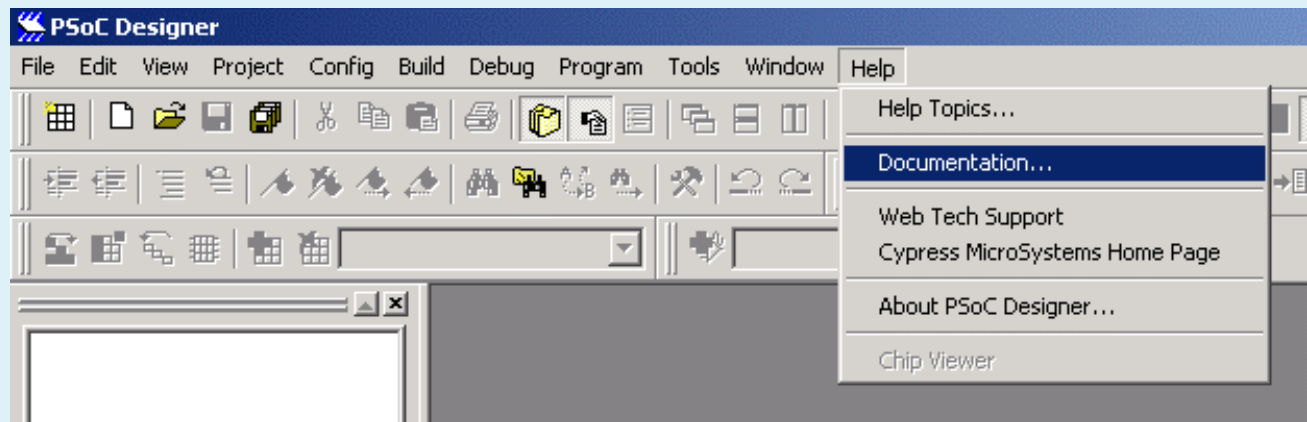 PSoC Designer
File Edit View Project Config Build Debug Program Tools Window Help
Help Topics...
Documentation...
Web Tech Support
Cypress MicroSystems Home Page
About PSoC Designer...
Chip Viewer